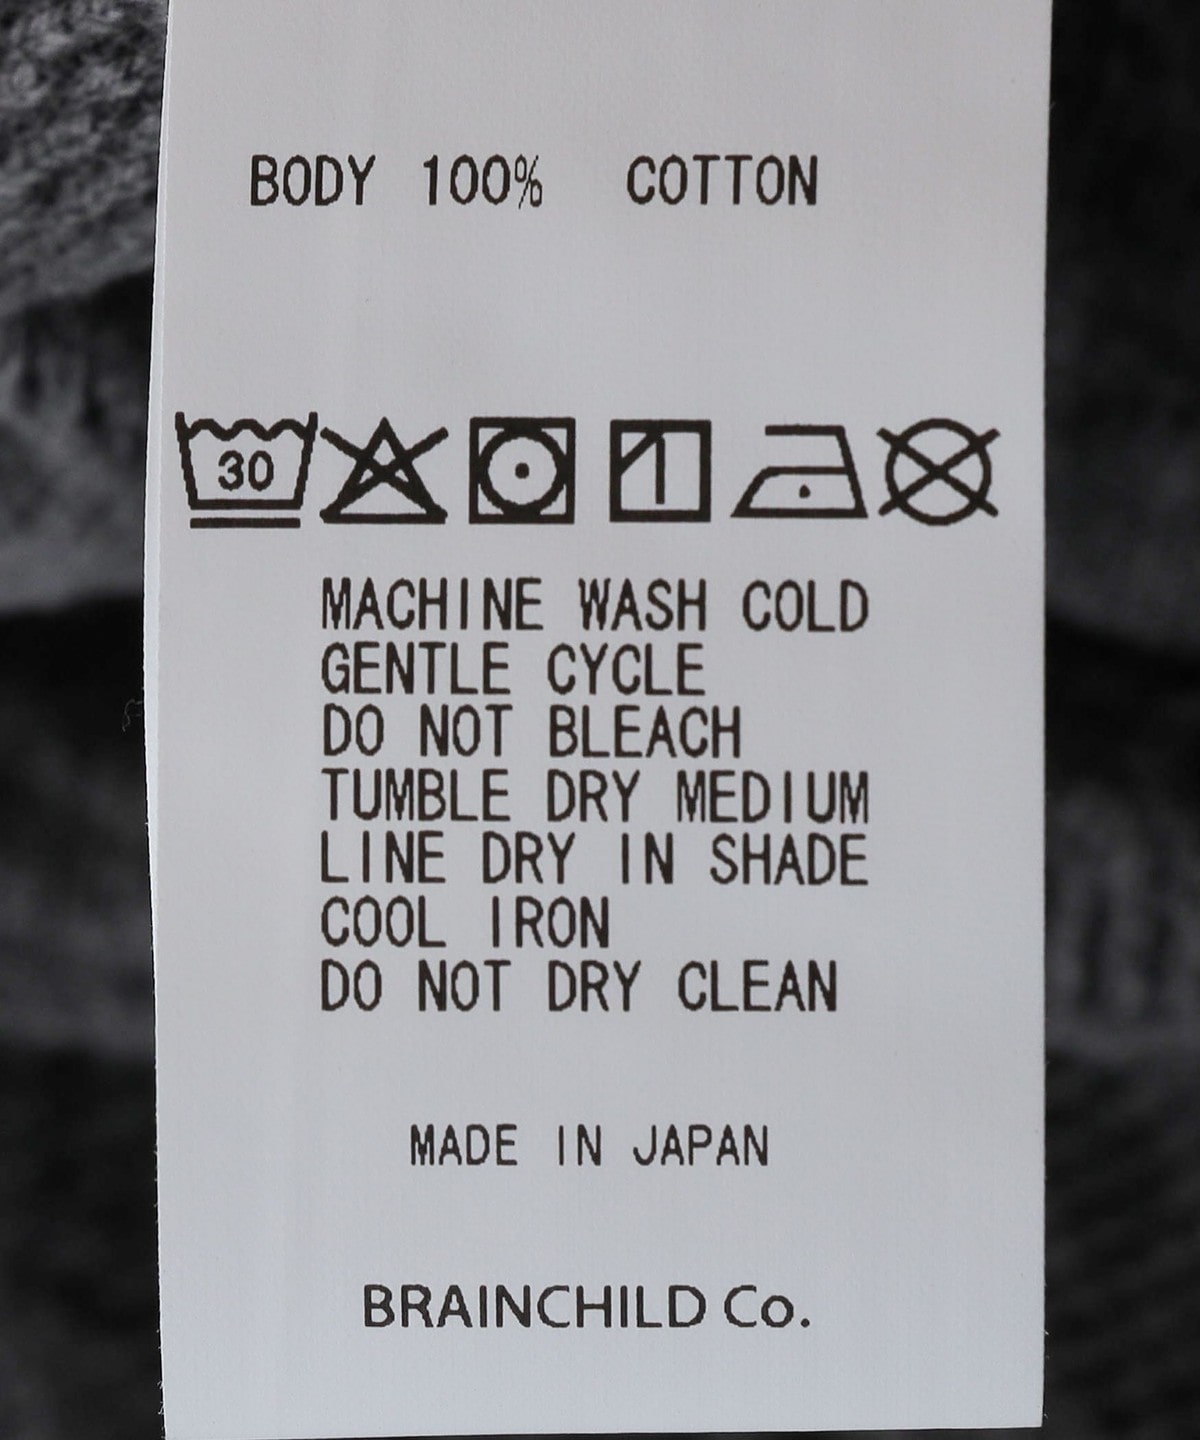 BODY 100% COTTON
30
MACHINE WASH COLD
GENTLE CYCLE
DO NOT BLEACH
TUMBLE DRY MEDIUM
LINE DRY IN SHADE
COOL IRON
DO NOT DRY CLEAN
MADE IN JAPAN
BRAINCHILD Co.